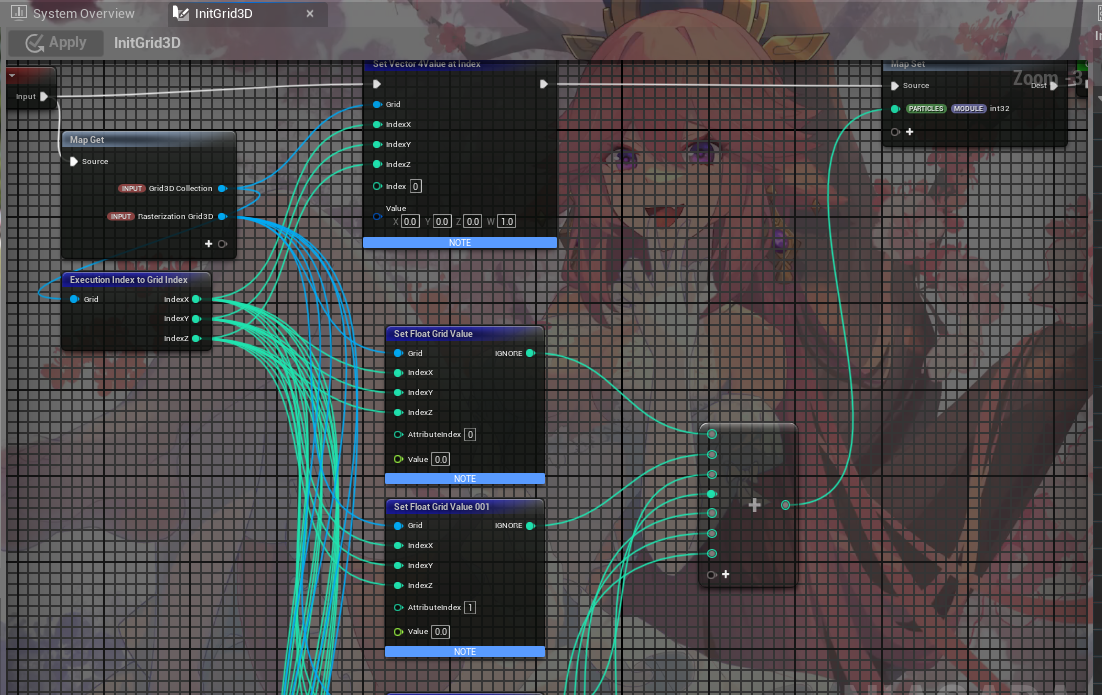 System Overview
InitGrid3D
Apply
InitGrid3D
Zoom -3
Input
Map Get
Source
INPUT Grid3D Collection
INPUT Rasterization Grid3D
Execution Index to Grid Index
Grid
IndexX
IndexY
IndexZ
Set Vector 4Value at Index
Grid
IndexX
IndexY
IndexZ
Index 0
Value
X 0.0 Y 0.0 Z 0.0 W 1.0
NOTE
Set Float Grid Value
Grid
IGNORE
IndexX
IndexY
IndexZ
AttributeIndex 0
Value 0.0
NOTE
Set Float Grid Value 001
Grid
IGNORE
IndexX
IndexY
IndexZ
AttributeIndex 1
Value 0.0
NOTE
Map Set
Source
Dest
PARTICLES MODULE int32